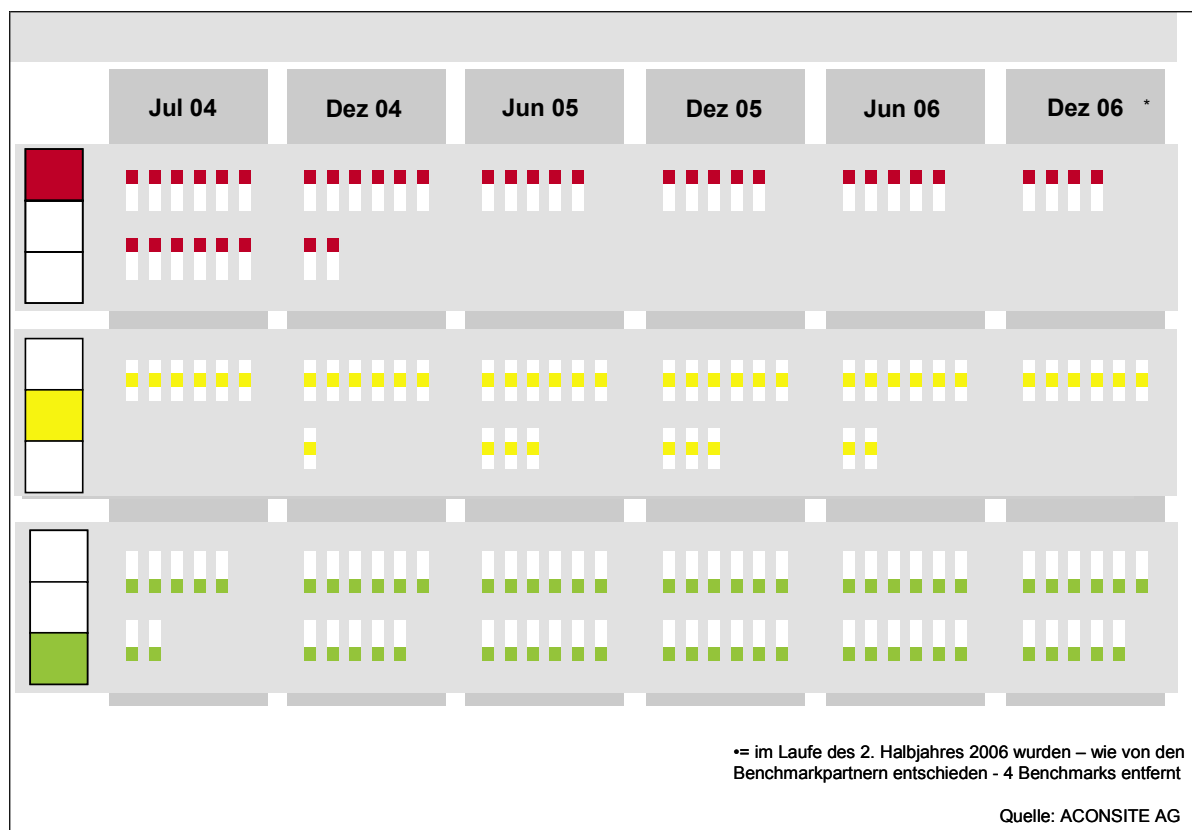 Jul 04 Dez 04 Jun 05 Dez 05 Jun 06 Dez 06 *
•= im Laufe des 2. Halbjahres 2006 wurden – wie von den
Benchmarkpartnern entschieden - 4 Benchmarks entfernt
Quelle: ACONSITE AG